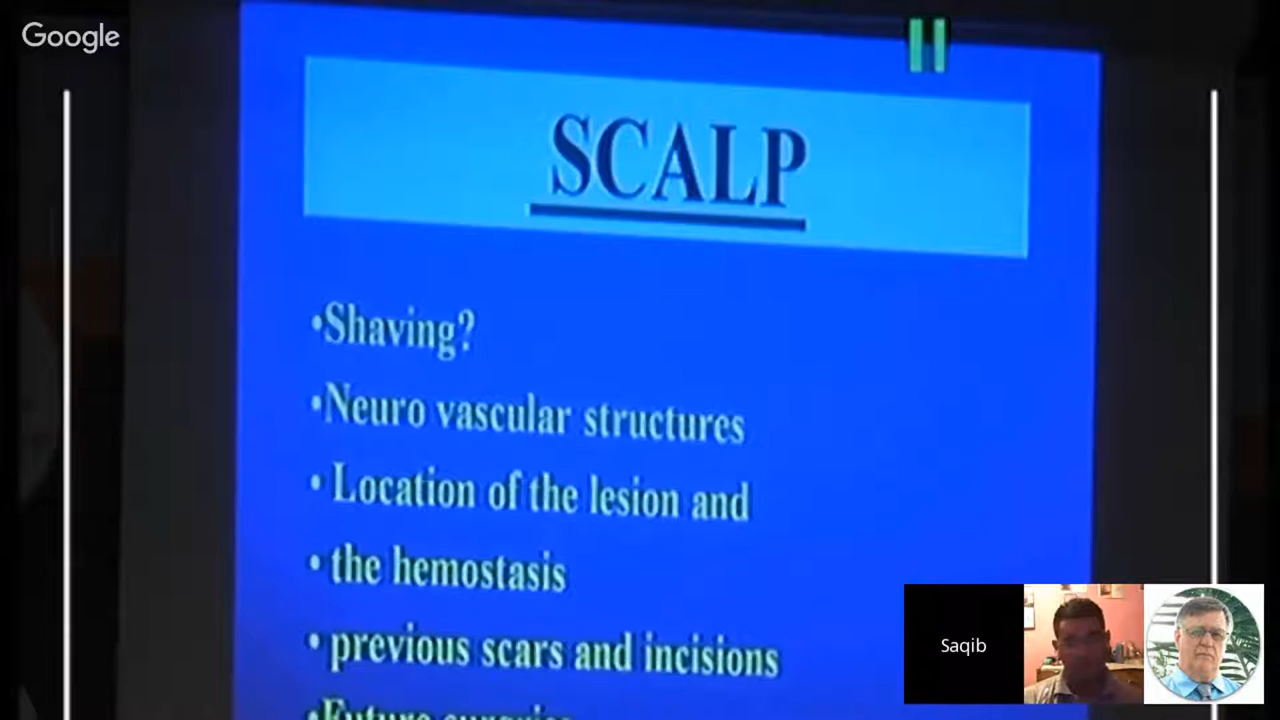 Google
SCALP
•Shaving?
•Neuro vascular structures
• Location of the lesion and
• the hemostasis
• previous scars and incisions
•Future
Saqib